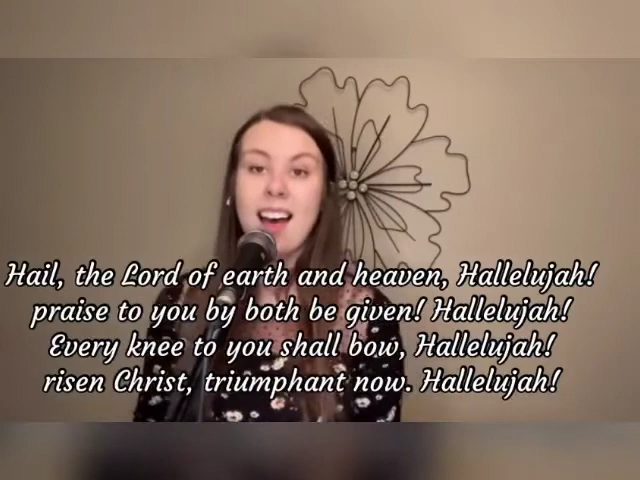 Hail, the Lord of earth and heaven, Hallelujah!
praise to you by both be given! Hallelujah!
Every knee to you shall bow, Hallelujah!
risen Christ, triumphant now. Hallelujah!